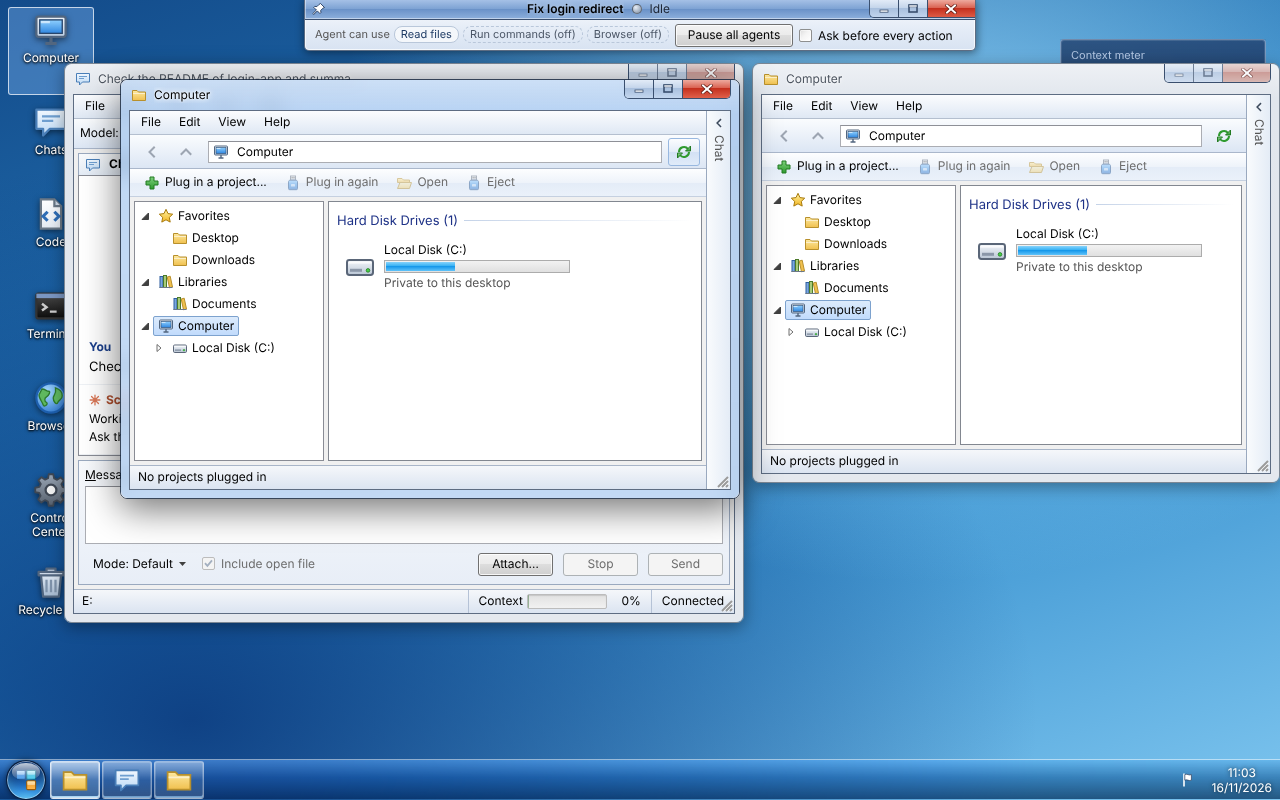 Fix login redirect Idle
Agent can use Read files Run commands (off) Browser (off) Pause all agents Ask before every action
Context meter
Computer
Chats
Code
Control
Center
Recycle
Check the README of login-app and summa
File
Model:
You
Chec
Worki
Ask th
Messa
Mode: Default Include open file Attach... Stop Send
E: Context 0% Connected
Computer
File Edit View Help
Chat
Computer
Plug in a project... Plug in again Open Eject
Favorites
Desktop
Downloads
Libraries
Documents
Computer
Local Disk (C:)
Hard Disk Drives (1)
Local Disk (C:)
Private to this desktop
No projects plugged in
Computer
File Edit View Help
Chat
Computer
Plug in a project... Plug in again Open Eject
Favorites
Desktop
Downloads
Libraries
Documents
Computer
Local Disk (C:)
Hard Disk Drives (1)
Local Disk (C:)
Private to this desktop
No projects plugged in
11:03
16/11/2026